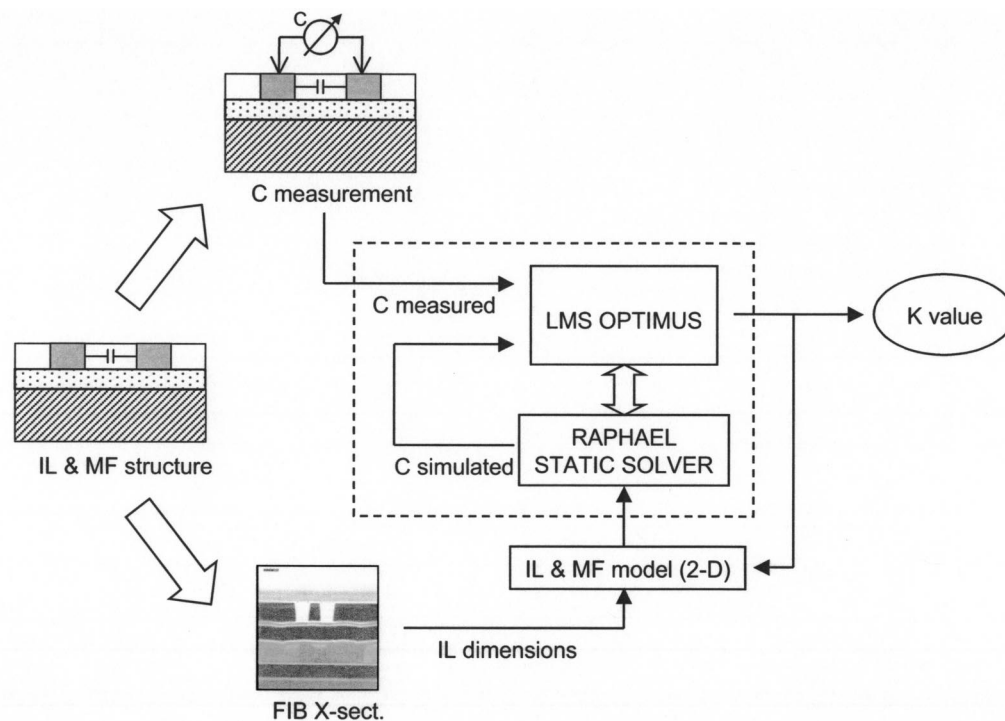 C
C measurement
C measured
LMS OPTIMUS
K value
IL & MF structure
C simulated
RAPHAEL
STATIC SOLVER
IL & MF model (2-D)
IL dimensions
FIB X-sect.